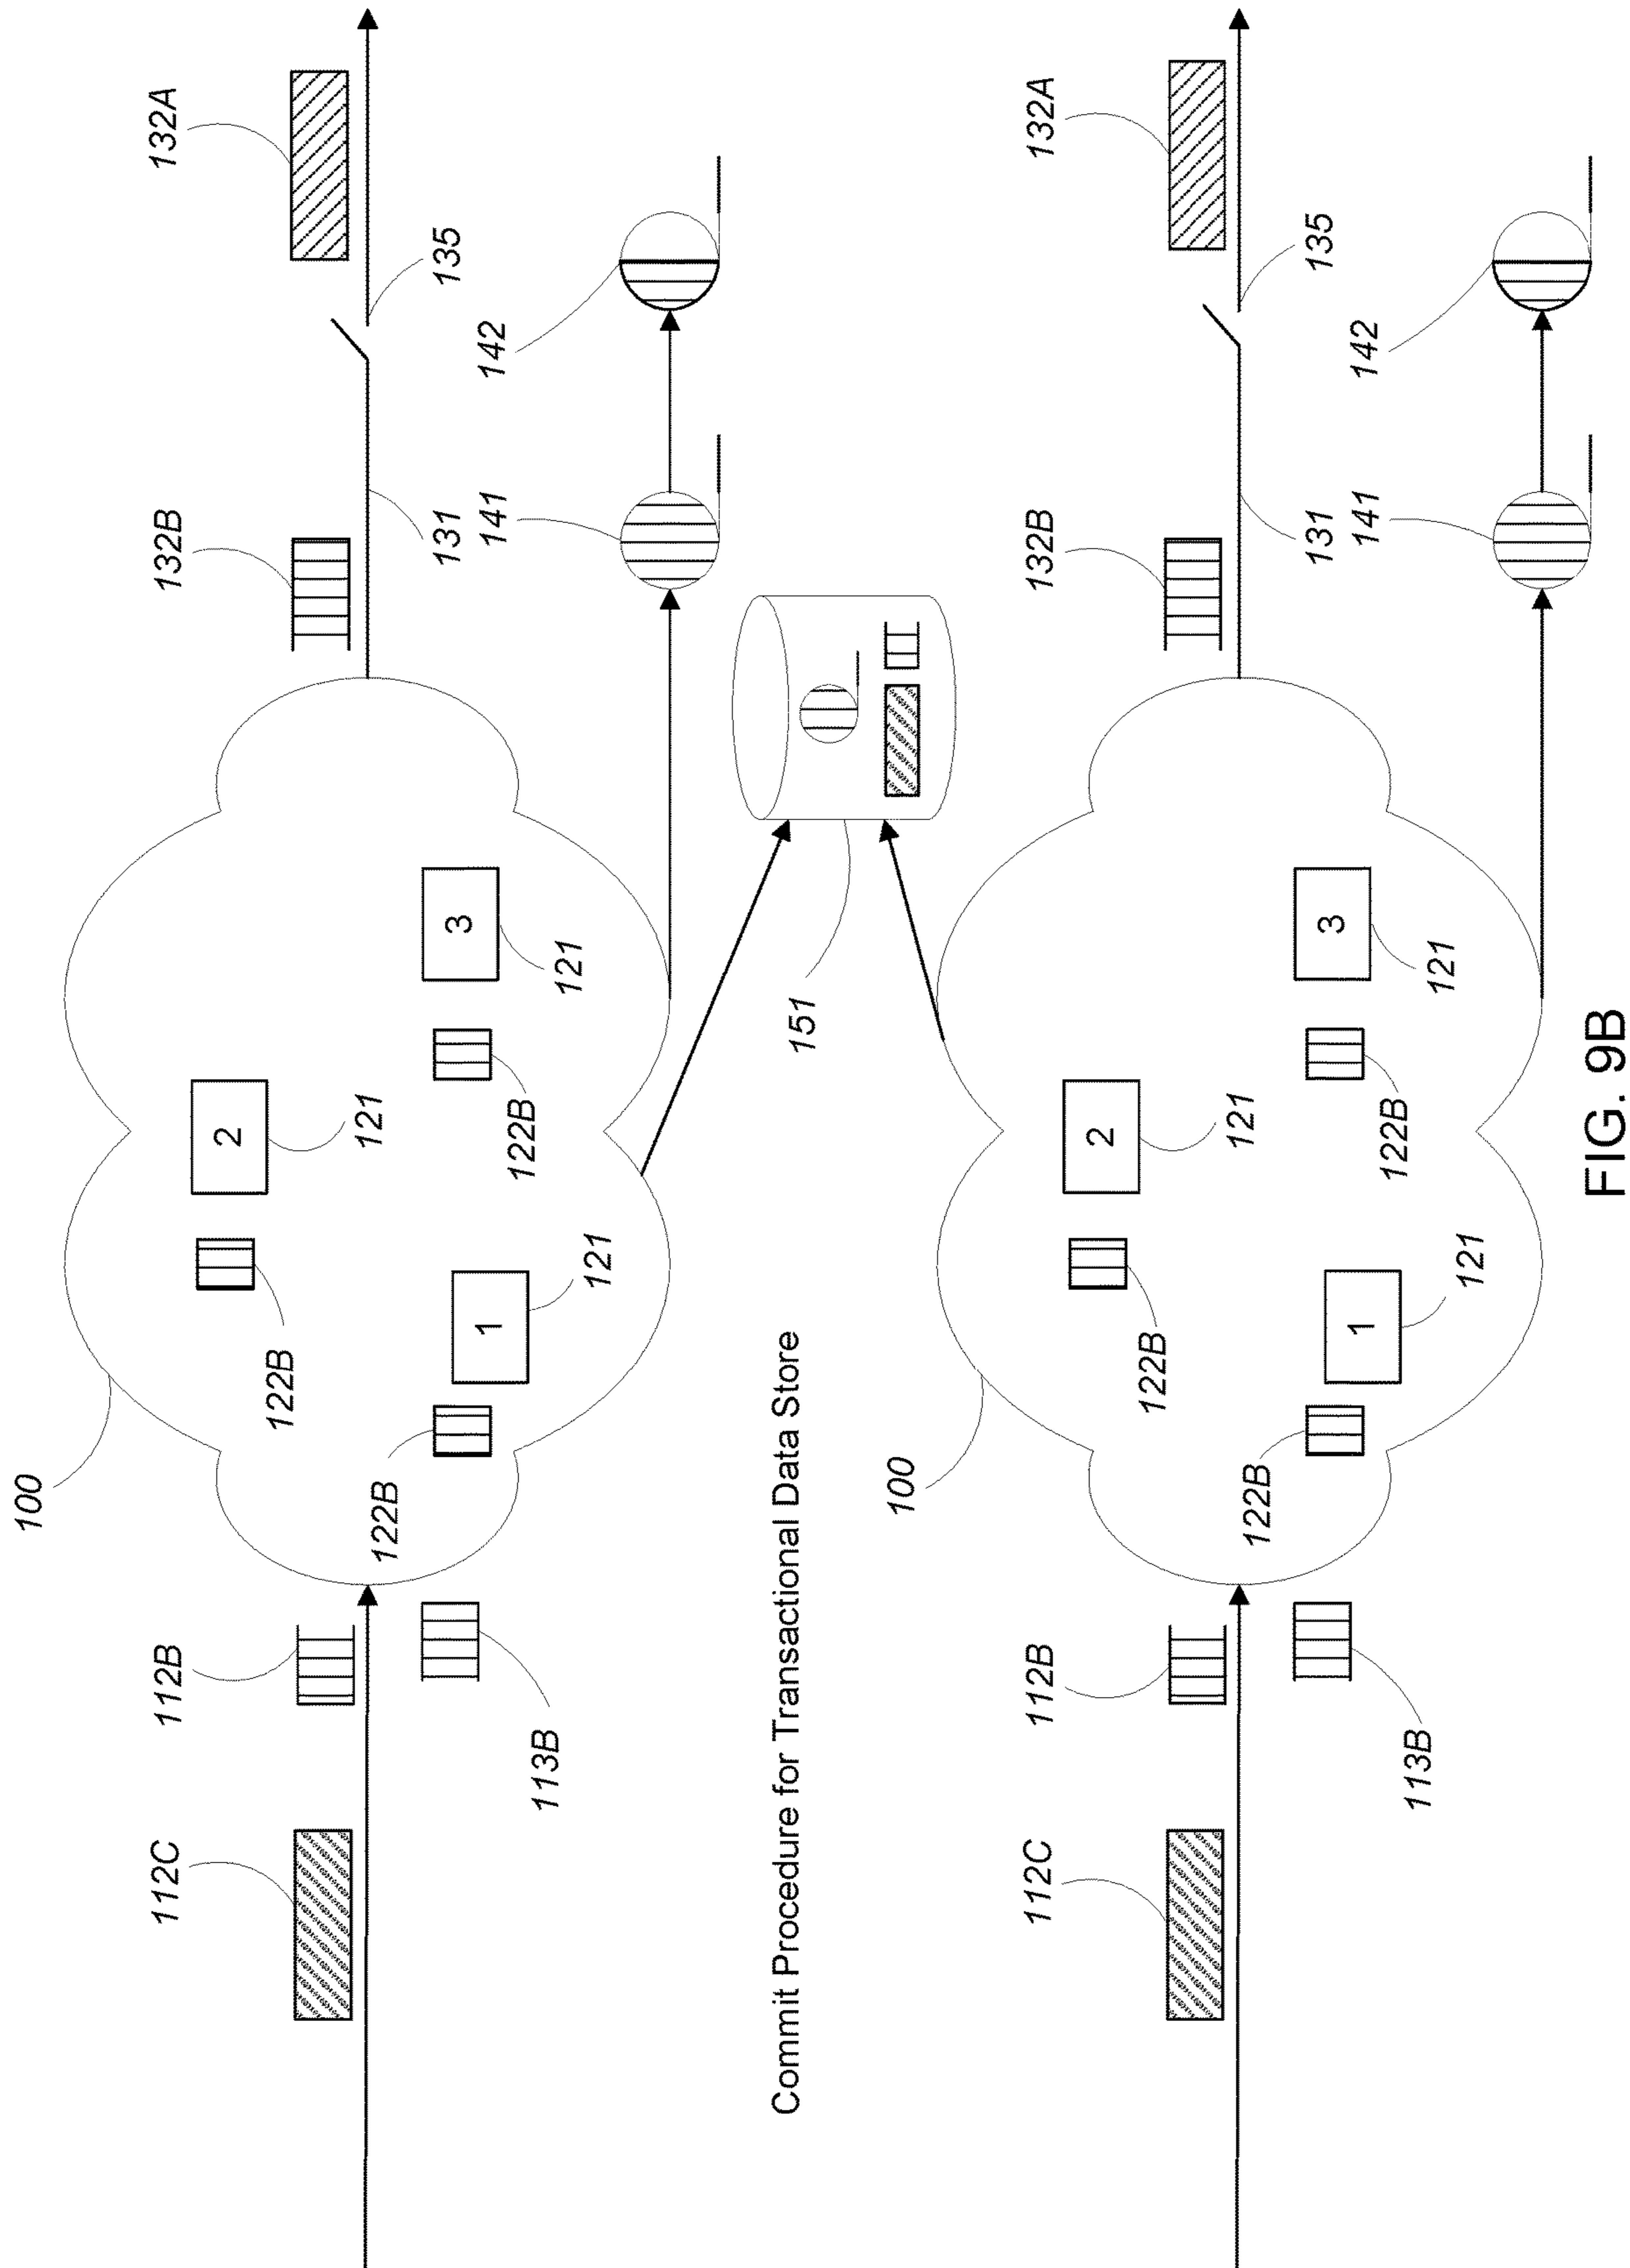 100
112C 112B 132B 132A
2
122B
121
122B
131 135
3
1
141 142
122B
113B
121
121
Commit Procedure for Transactional Data Store
151
100
112C 112B 132B 132A
2
122B
121
122B
131 135
3
1
141 142
122B
113B
121
121
FIG. 9B